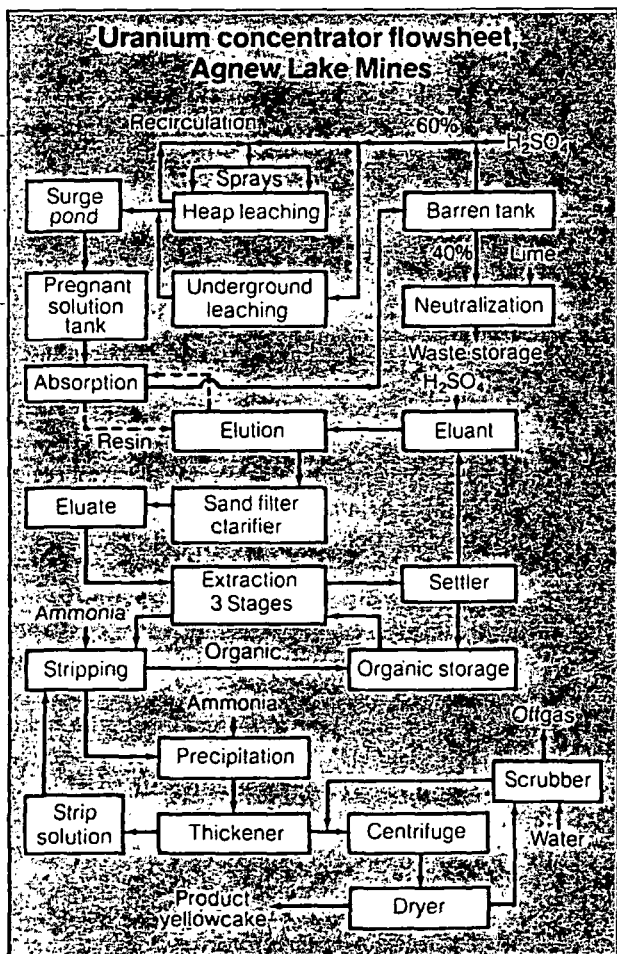 Uranium concentrator flowsheet,
Agnew Lake Mines
Recirculation
60%
H₂SO₄
Sprays
Surge
pond
Heap leaching
Barren tank
40%
Lime
Pregnant
solution
tank
Underground
leaching
Neutralization
Waste storage
Absorption
H₂SO₄
Resin
Elution
Eluant
Eluate
Sand filter
clarifier
Extraction
3 Stages
Settler
Ammonia
Organic
Stripping
Organic storage
Ammonia
Offgas
Precipitation
Scrubber
Strip
solution
Thickener
Centrifuge
Water
Product
yellowcake
Dryer